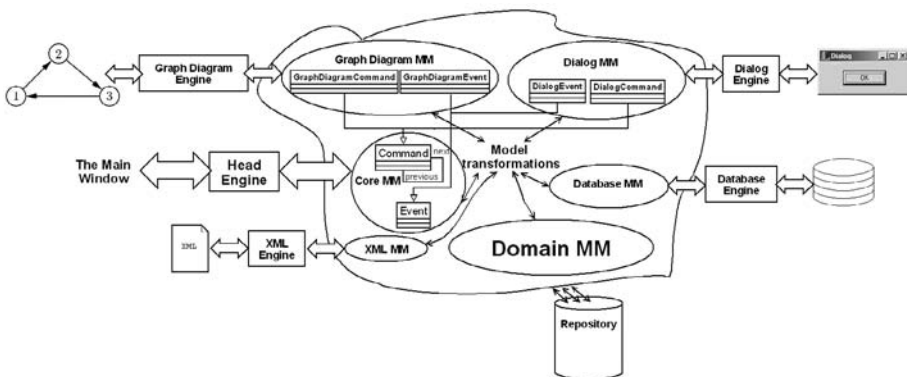 2
1
3
Graph Diagram
Engine
Graph Diagram MM
GraphDiagramCommand
GraphDiagramEvent
Dialog MM
DialogEvent
DialogCommand
Dialog
Engine
Dialog
OK
The Main
Window
Head
Engine
Command
next
previous
Core MM
Event
Model
transformations
Database MM
Database
Engine
XML
XML
Engine
XML MM
Domain MM
Repository